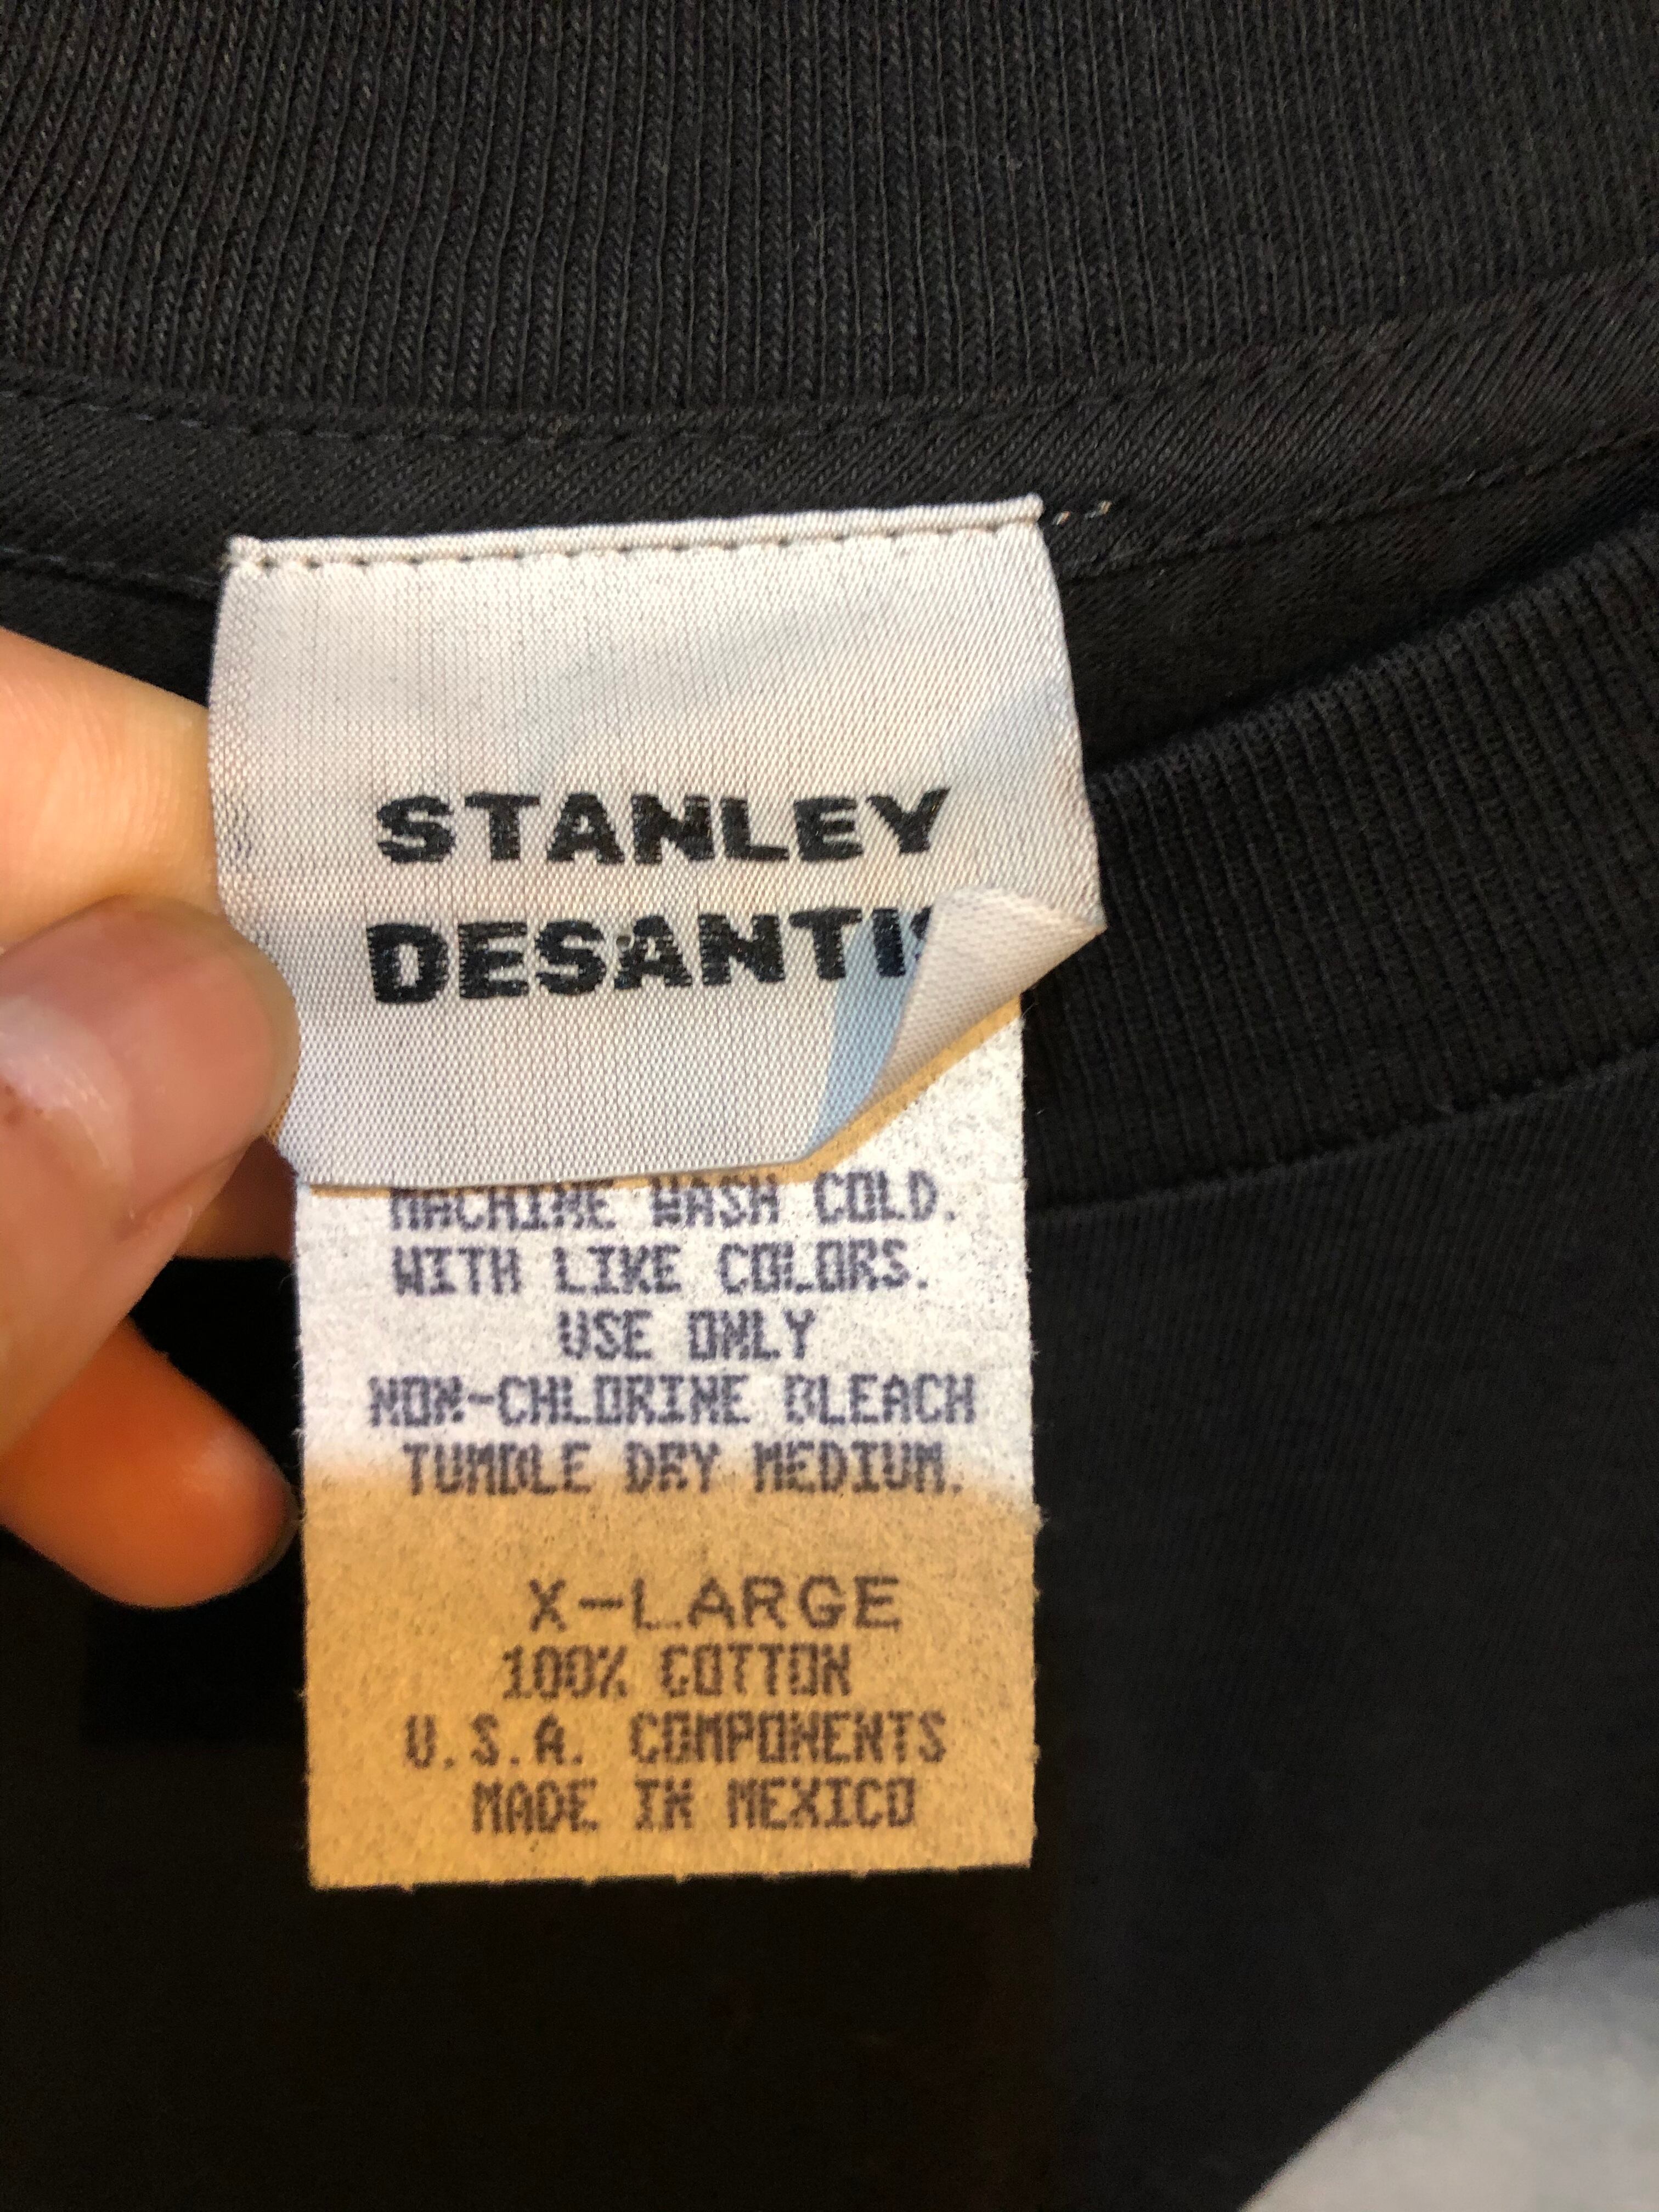 STANLEY
DESANTIS
MACHINE WASH COLD.
WITH LIKE COLORS.
USE ONLY
NON-CHLORINE BLEACH
TUMBLE DRY MEDIUM.
X-LARGE
100% COTTON
U.S.A. COMPONENTS
MADE IN MEXICO